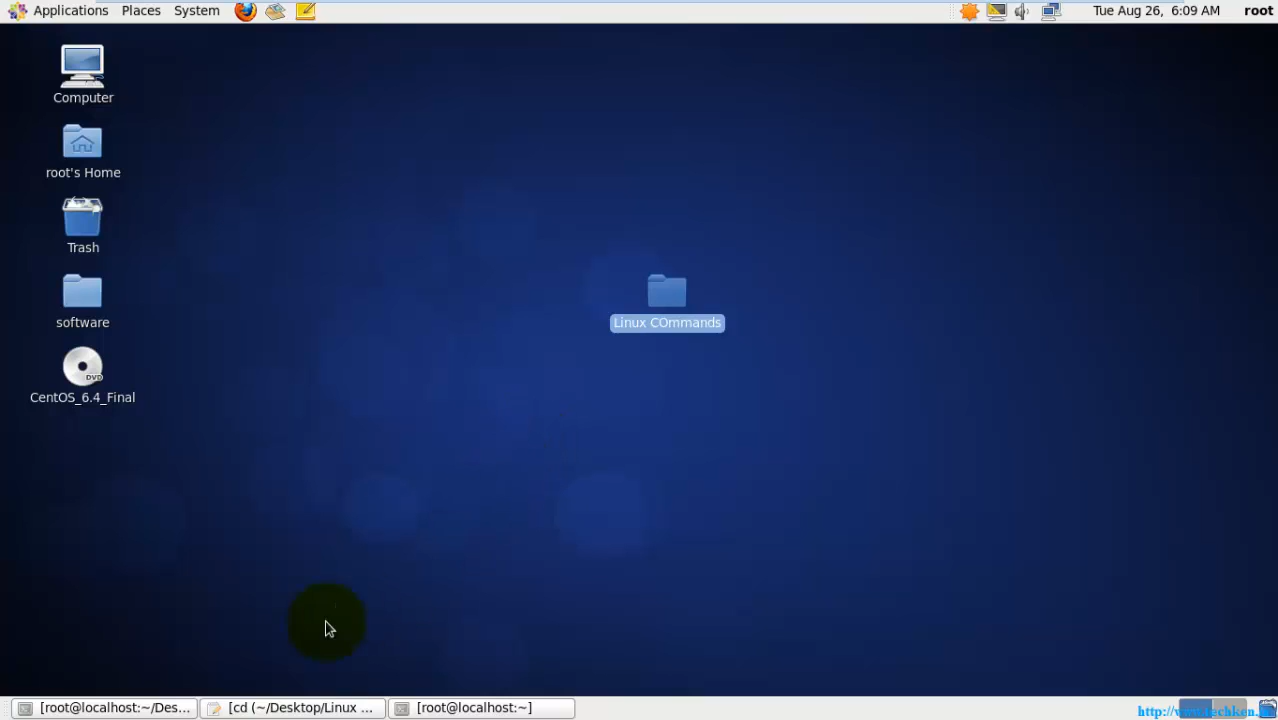 Applications Places System
Tue Aug 26, 6:09 AM root
Computer
root's Home
Trash
software
DVD
CentOS_6.4_Final
Linux COmmands
[root@localhost:~/Des... [cd (~/Desktop/Linux ... [root@localhost:~]